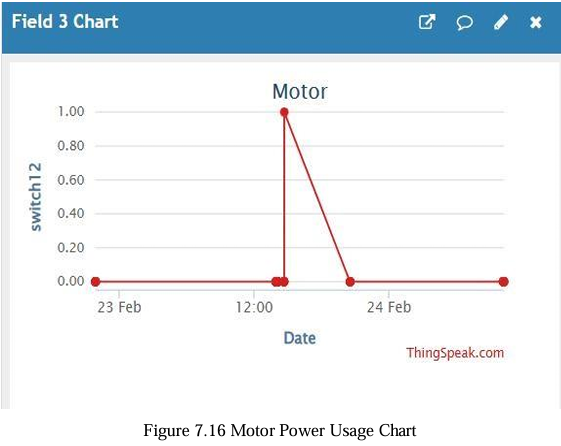 Field 3 Chart
Motor
1.00
0.80
0.60
0.40
0.20
0.00
switch12
23 Feb 12:00 24 Feb
Date
ThingSpeak.com
Figure 7.16 Motor Power Usage Chart